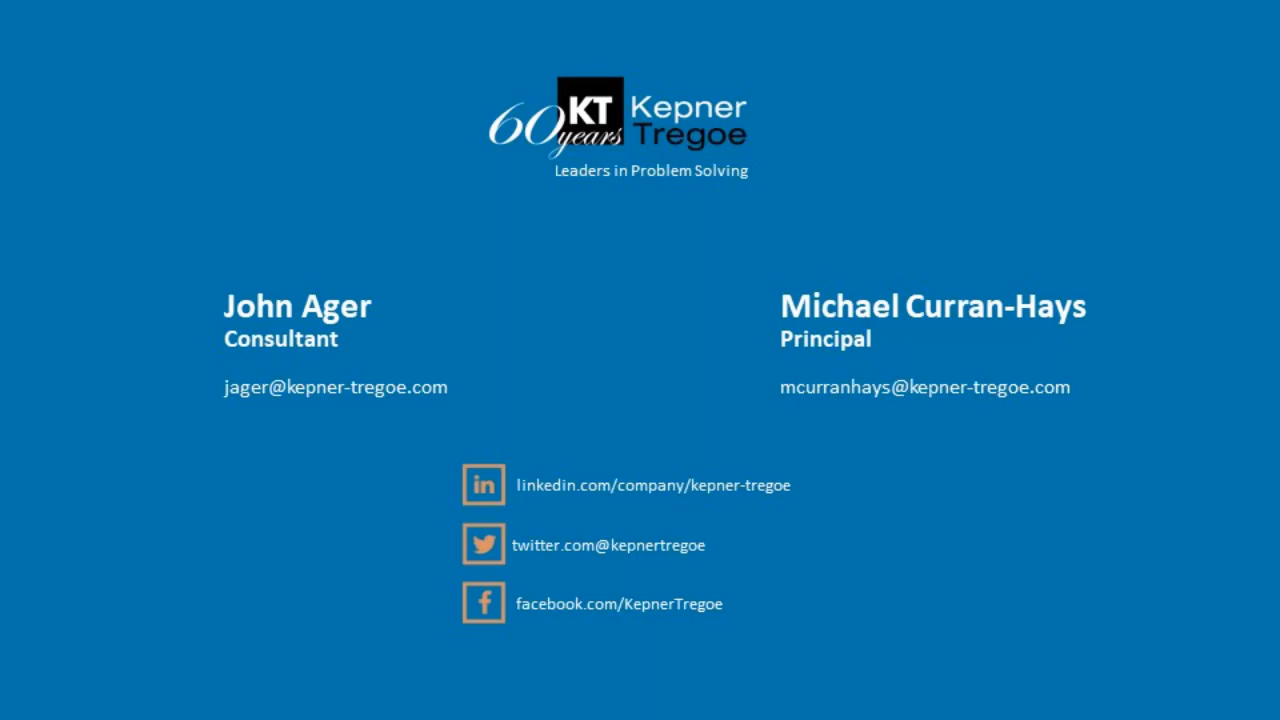 60 years KT Kepner
Tregoe
Leaders in Problem Solving
John Ager
Consultant
jager@kepner-tregoe.com
Michael Curran-Hays
Principal
mcurranhays@kepner-tregoe.com
in linkedin.com/company/kepner-tregoe
twitter.com@kepnertregoe
f facebook.com/KepnerTregoe